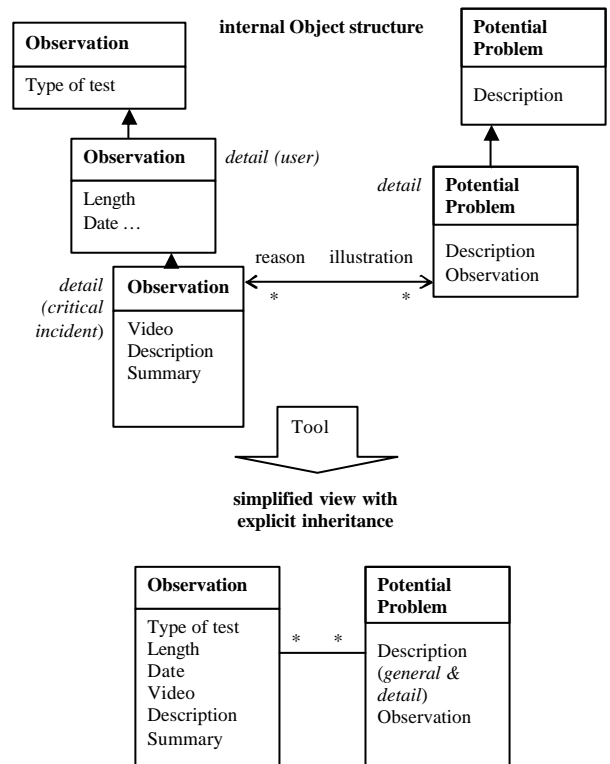 internal Object structure
Observation
Type of test
Potential
Problem
Description
Observation
detail (user)
Length
Date …
detail
Potential
Problem
Description
Observation
reason
illustration
*
*
detail
(critical
incident)
Observation
Video
Description
Summary
Tool
simplified view with
explicit inheritance
Observation
Type of test
Length
Date
Video
Description
Summary
*
*
Potential
Problem
Description
(general &
detail)
Observation